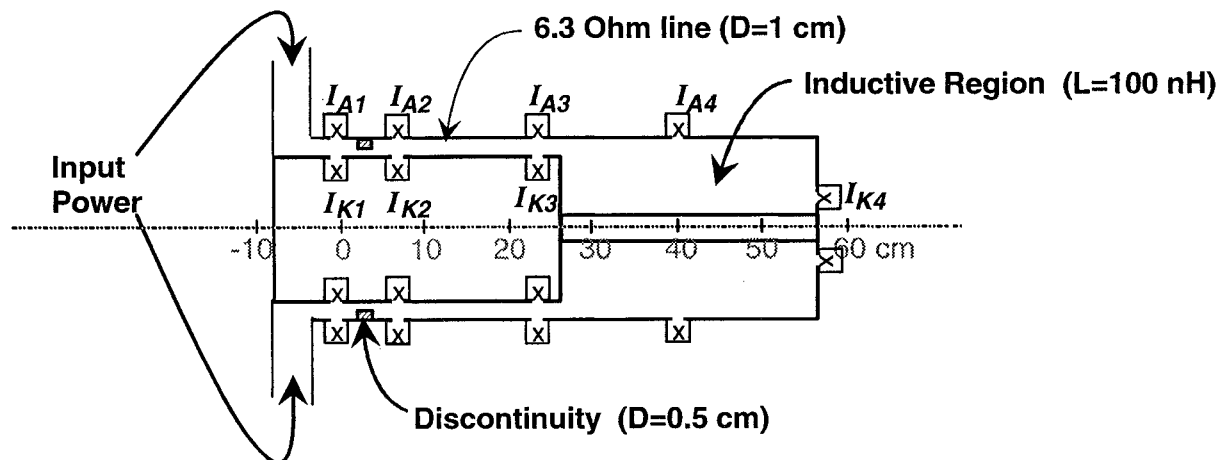 6.3 Ohm line (D=1 cm)
Inductive Region (L=100 nH)
I_A1 I_A2 I_A3 I_A4
x x x x
Input
Power
x x x x
I_K1 I_K2 I_K3 I_K4
-10 0 10 20 30 40 50 60 cm
x
x x x
x x x x
Discontinuity (D=0.5 cm)